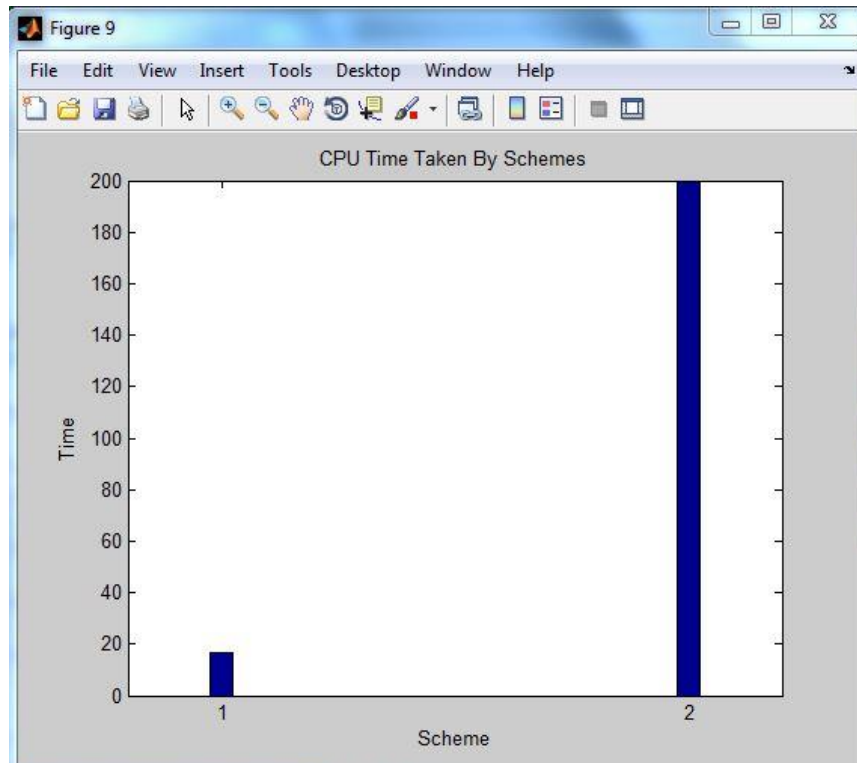 Figure 9
File Edit View Insert Tools Desktop Window Help
CPU Time Taken By Schemes
200
180
160
140
120
100
80
60
40
20
0
Time
1 2
Scheme